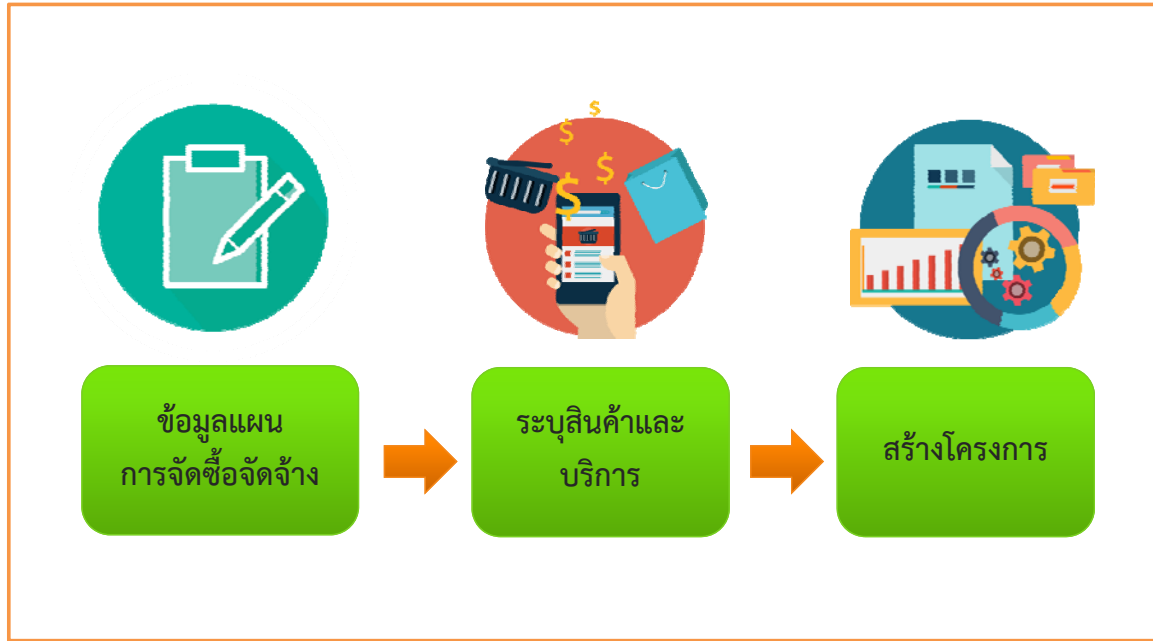 ข้อมูลแผน
การจัดซื้อจัดจ้าง
ระบุสินค้าและ
บริการ
สร้างโครงการ